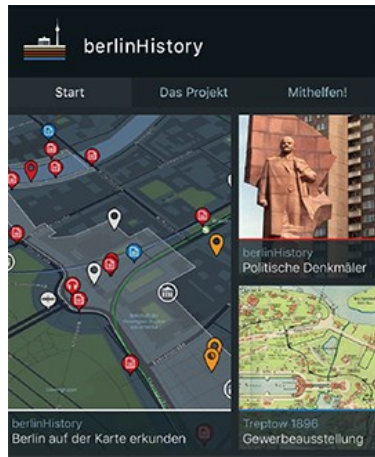 berlinHistory
Start
Das Projekt
Mithelfen!
berlinHistory
Berlin auf der Karte erkunden
berlinHistory
Politische Denkmäler
Treptow 1896
Gewerbeausstellung